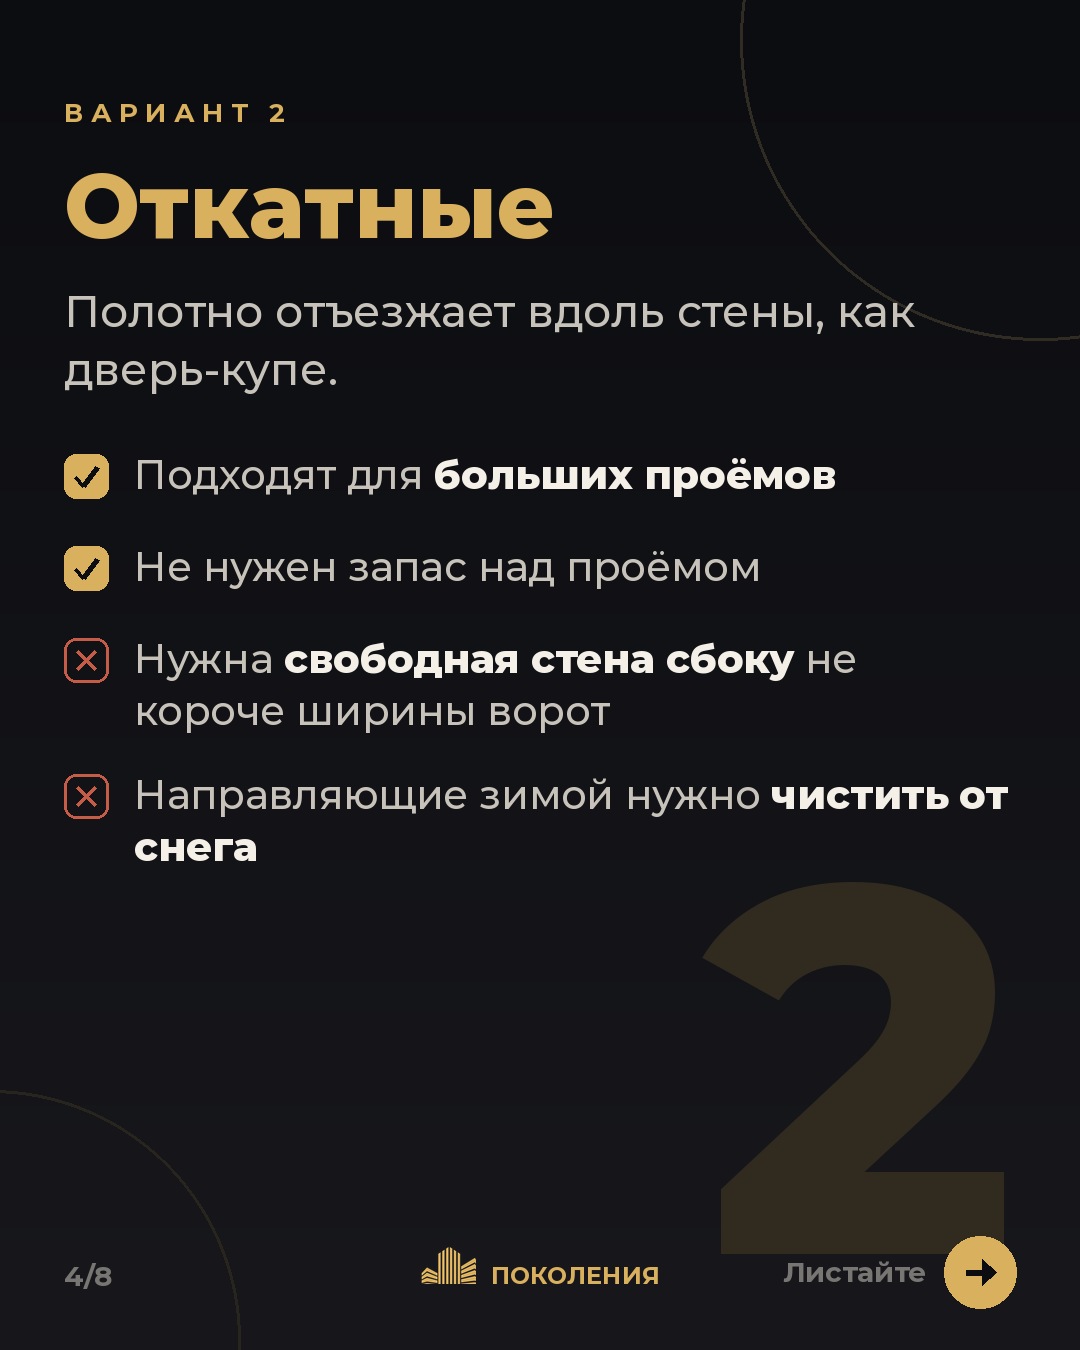 ВАРИАНТ 2
Откатные
Полотно отъезжает вдоль стены, как
дверь-купе.
Подходят для больших проёмов
Не нужен запас над проёмом
Нужна свободная стена сбоку не
короче ширины ворот
Направляющие зимой нужно чистить от
снега
2
4/8
ПОКОЛЕНИЯ
Листайте